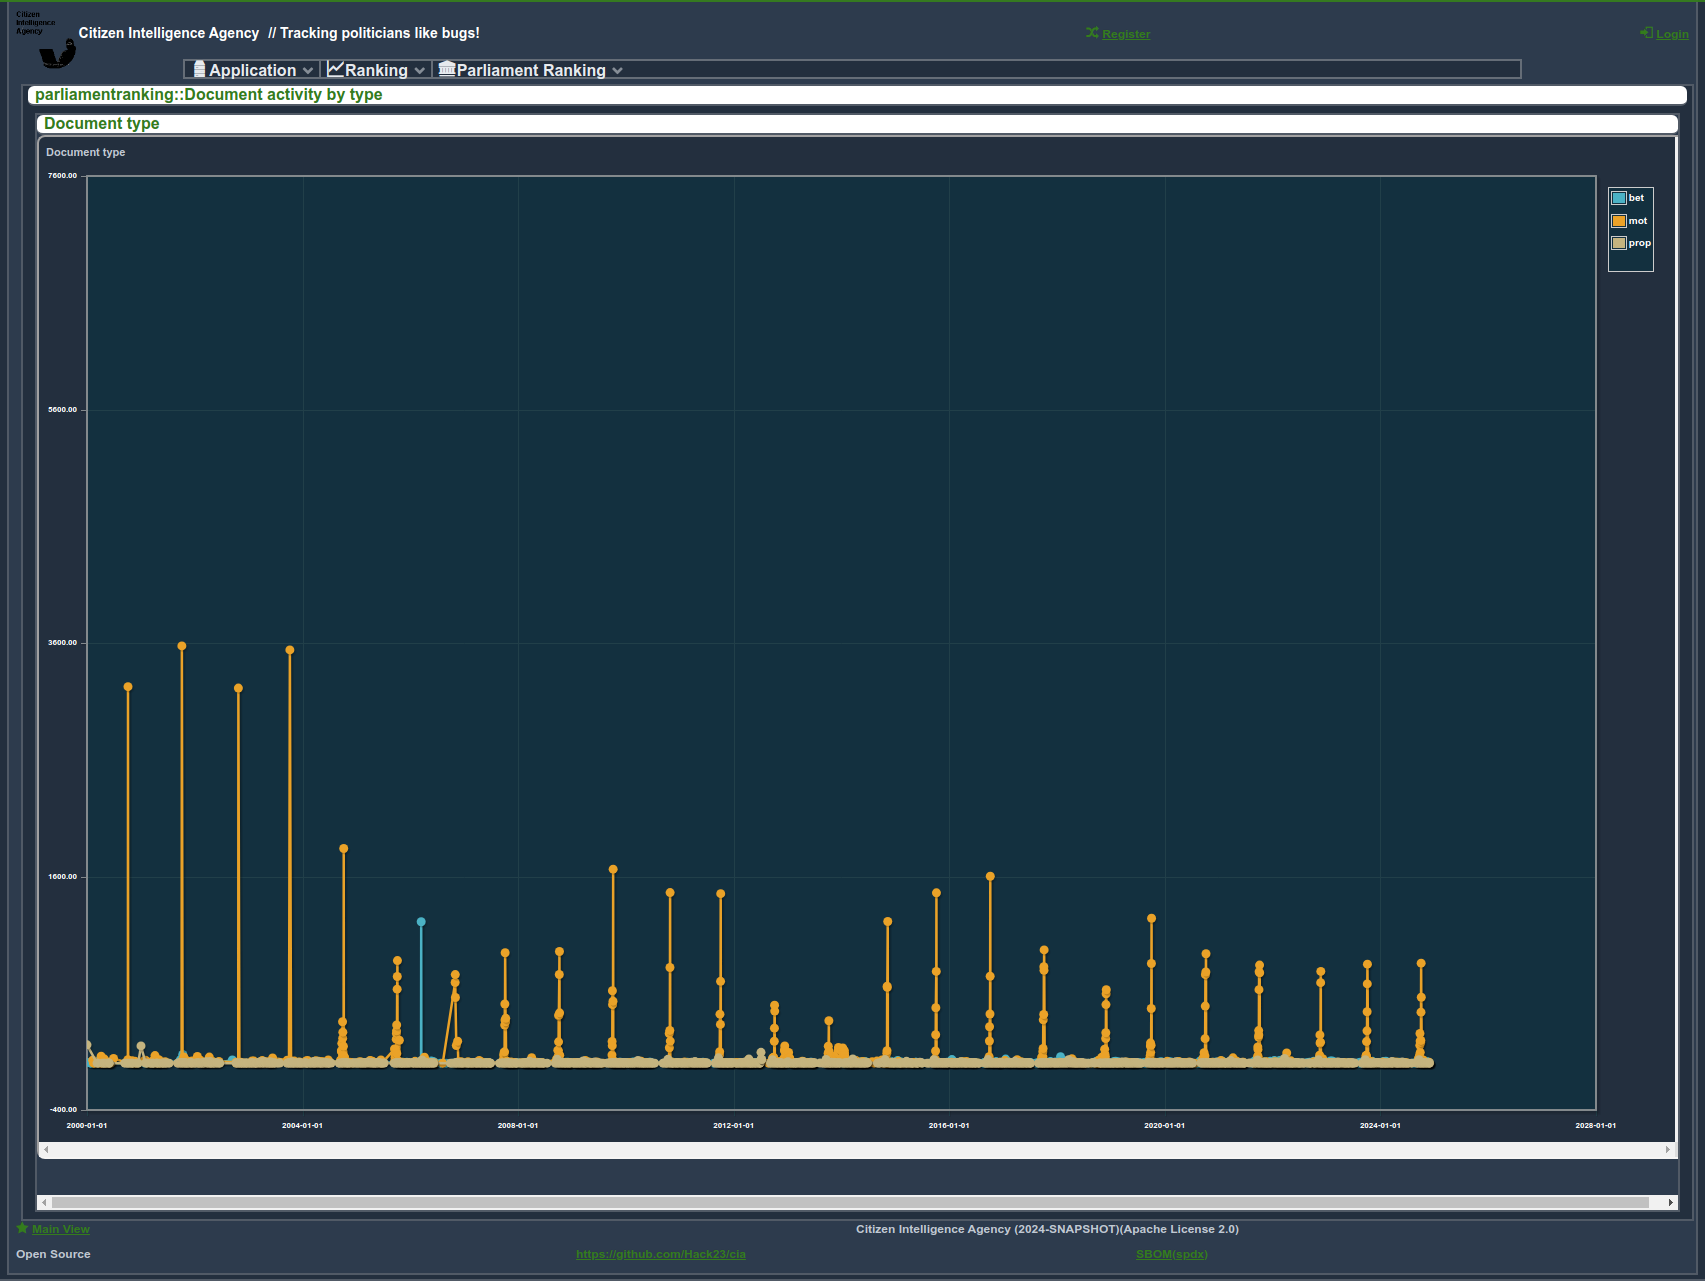 Citizen
Intelligence
Agency
Citizen Intelligence Agency // Tracking politicians like bugs!
Register
Login
Application
Ranking
Parliament Ranking
parliamentranking::Document activity by type
Document type
Document type
7600.00
5600.00
3600.00
1600.00
-400.00
bet
mot
prop
2000-01-01
2004-01-01
2008-01-01
2012-01-01
2016-01-01
2020-01-01
2024-01-01
2028-01-01
Main View
Citizen Intelligence Agency (2024-SNAPSHOT)(Apache License 2.0)
Open Source
https://github.com/Hack23/cia
SBOM(spdx)